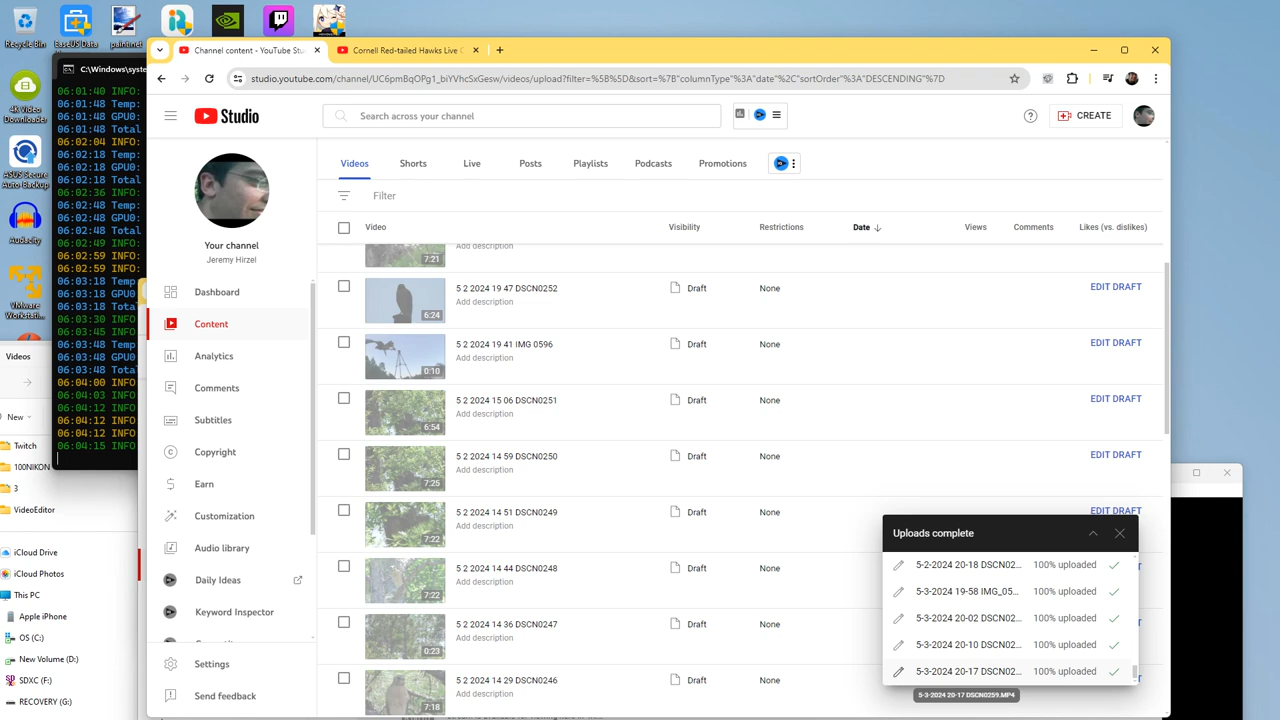 Recycle Bin
EaseUS Data
paint.net
4K Video
Downloader
ASUS Secure
Auto Backup
Audacity
VMware
Workstati...
C:\Windows\syste
06:01:40 INFO:
06:01:48 Temp:
06:01:48 GPU0:
06:01:48 Total
06:02:04 INFO:
06:02:18 Temp:
06:02:18 GPU0:
06:02:18 Total
06:02:36 INFO:
06:02:48 Temp:
06:02:48 GPU0:
06:02:48 Total
06:02:49 INFO:
06:02:59 INFO:
06:02:59 INFO:
06:03:18 Temp:
06:03:18 GPU0:
06:03:18 Total
06:03:30 INFO:
06:03:45 INFO:
06:03:48 Temp:
06:03:48 GPU0:
06:03:48 Total
06:04:00 INFO
06:04:03 INFO
06:04:12 INFO
06:04:12 INFO
06:04:12 INFO
06:04:15 INFO
Videos
New
Twitch
100NIKON
3
VideoEditor
iCloud Drive
iCloud Photos
This PC
Apple iPhone
OS (C:)
New Volume (D:)
SDXC (F:)
RECOVERY (G:)
Channel content - YouTube Stu
Cornell Red-tailed Hawks Live C
studio.youtube.com/channel/UC6pmBqOPg1_biYVhcSxGesw/videos/upload?filter=%5B%5D&sort=%7B"columnType"%3A"date"%2C"sortOrder"%3A"DESCENDING"%7D
Studio
Search across your channel
CREATE
Your channel
Jeremy Hirzel
Dashboard
Content
Analytics
Comments
Subtitles
Copyright
Earn
Customization
Audio library
Daily Ideas
Keyword Inspector
Settings
Send feedback
Videos Shorts Live Posts Playlists Podcasts Promotions
Filter
Video Visibility Restrictions Date Views Comments Likes (vs. dislikes)
Add description
7:21
5 2 2024 19 47 DSCN0252 Draft None EDIT DRAFT
Add description
6:24
5 2 2024 19 41 IMG 0596 Draft None EDIT DRAFT
Add description
0:10
5 2 2024 15 06 DSCN0251 Draft None EDIT DRAFT
Add description
6:54
5 2 2024 14 59 DSCN0250 Draft None EDIT DRAFT
Add description
7:25
5 2 2024 14 51 DSCN0249 Draft None EDIT DRAFT
Add description
7:22
5 2 2024 14 44 DSCN0248 Draft None
Add description
7:22
5 2 2024 14 36 DSCN0247 Draft None
Add description
0:23
5 2 2024 14 29 DSCN0246 Draft None
Add description
7:18
Uploads complete
5-2-2024 20-18 DSCN02... 100% uploaded
5-3-2024 19-58 IMG_05... 100% uploaded
5-3-2024 20-02 DSCN02... 100% uploaded
5-3-2024 20-10 DSCN02... 100% uploaded
5-3-2024 20-17 DSCN02... 100% uploaded
5-3-2024 20-17 DSCN0259.MP4